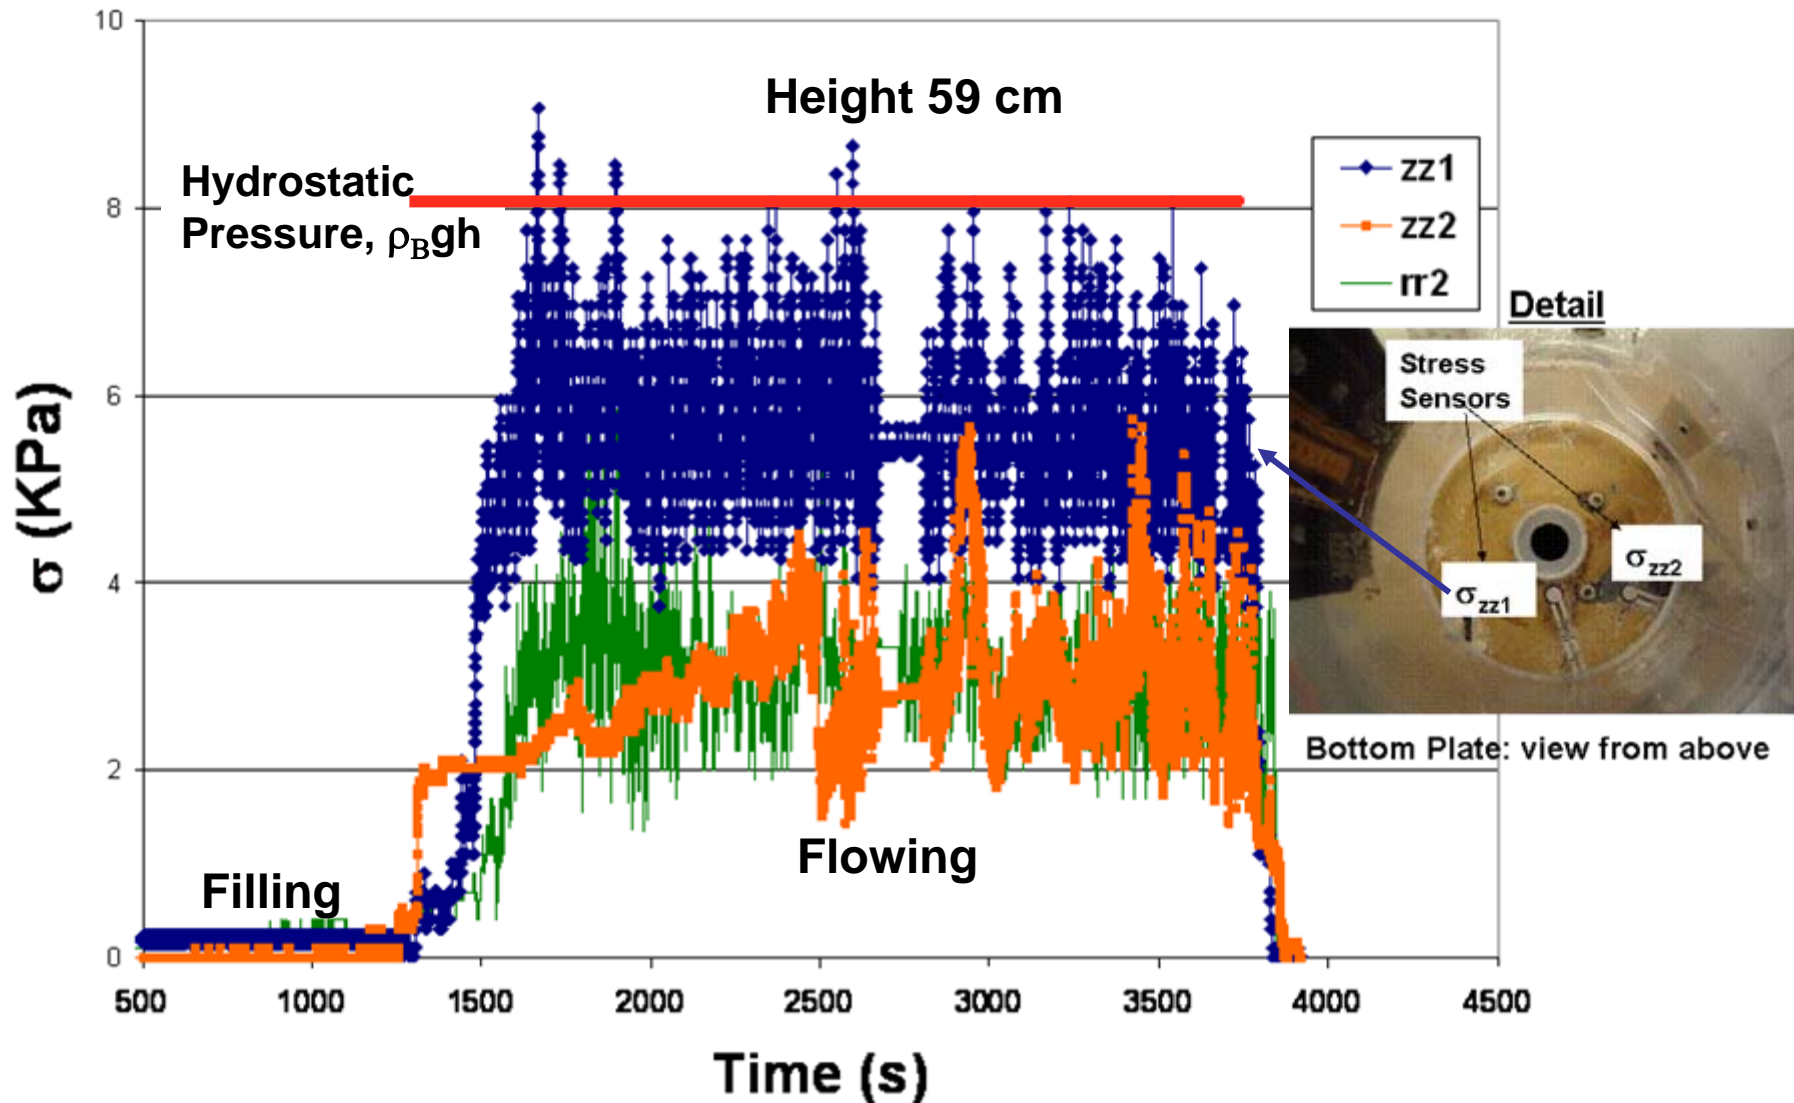 Height 59 cm
Hydrostatic
Pressure, ρBgh
zz1
zz2
rr2
Detail
Stress
Sensors
σzz2
σzz1
Bottom Plate: view from above
Filling
Flowing
σ (KPa)
10
8
6
4
2
0
500 1000 1500 2000 2500 3000 3500 4000 4500
Time (s)